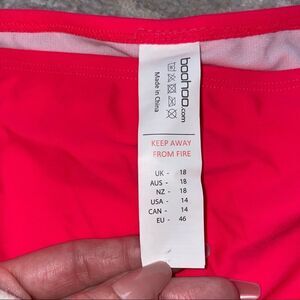 boohoo.com
Made in China
KEEP AWAY
FROM FIRE
UK - 18
AUS - 18
NZ - 18
USA - 14
CAN - 14
EU - 46